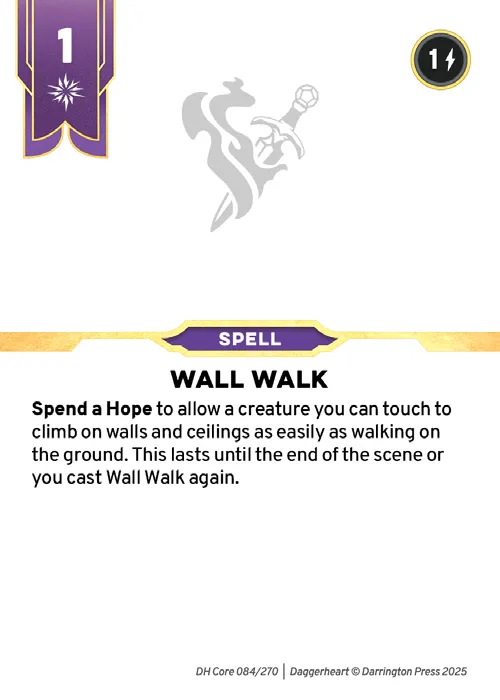 1
1
SPELL
WALL WALK
Spend a Hope to allow a creature you can touch to
climb on walls and ceilings as easily as walking on
the ground. This lasts until the end of the scene or
you cast Wall Walk again.
DH Core 084/270 | Daggerheart © Darrington Press 2025